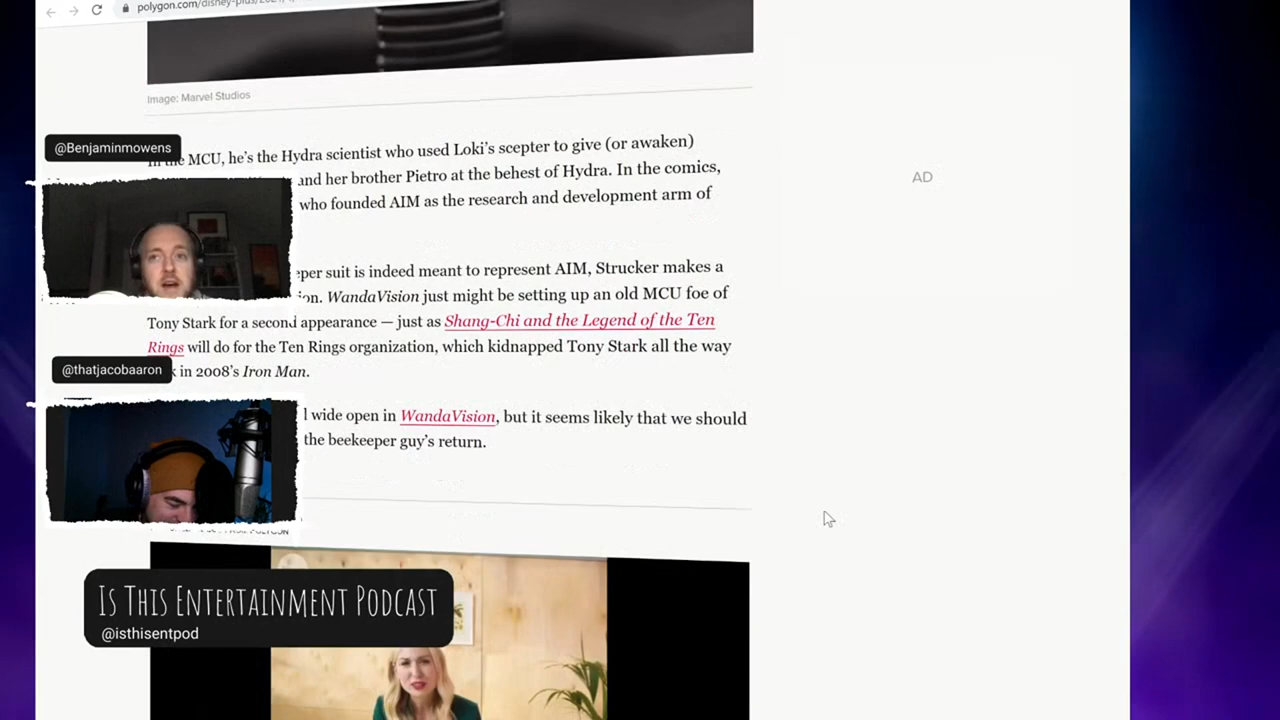 polygon.com/disney-plus/202
Image: Marvel Studios
@Benjaminmowens
In the MCU, he's the Hydra scientist who used Loki's scepter to give (or awaken)
and her brother Pietro at the behest of Hydra. In the comics,
who founded AIM as the research and development arm of
AD
eper suit is indeed meant to represent AIM, Strucker makes a
ion. WandaVision just might be setting up an old MCU foe of
Tony Stark for a second appearance — just as Shang-Chi and the Legend of the Ten
Rings will do for the Ten Rings organization, which kidnapped Tony Stark all the way
@thatjacobaaron
k in 2008's Iron Man.
l wide open in WandaVision, but it seems likely that we should
the beekeeper guy's return.
POLYGON
Is This Entertainment Podcast
@isthisentpod